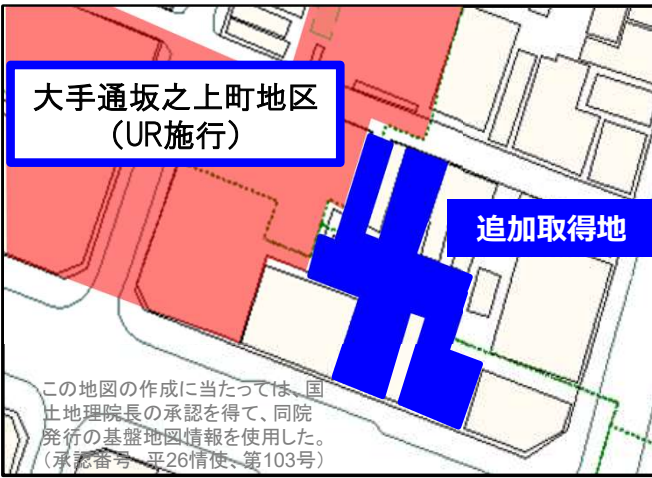 大手通坂之上町地区
（UR施行）
追加取得地
この地図の作成に当たっては、国
土地理院長の承認を得て、同院
発行の基盤地図情報を使用した。
（承認番号 平26情使、第103号）